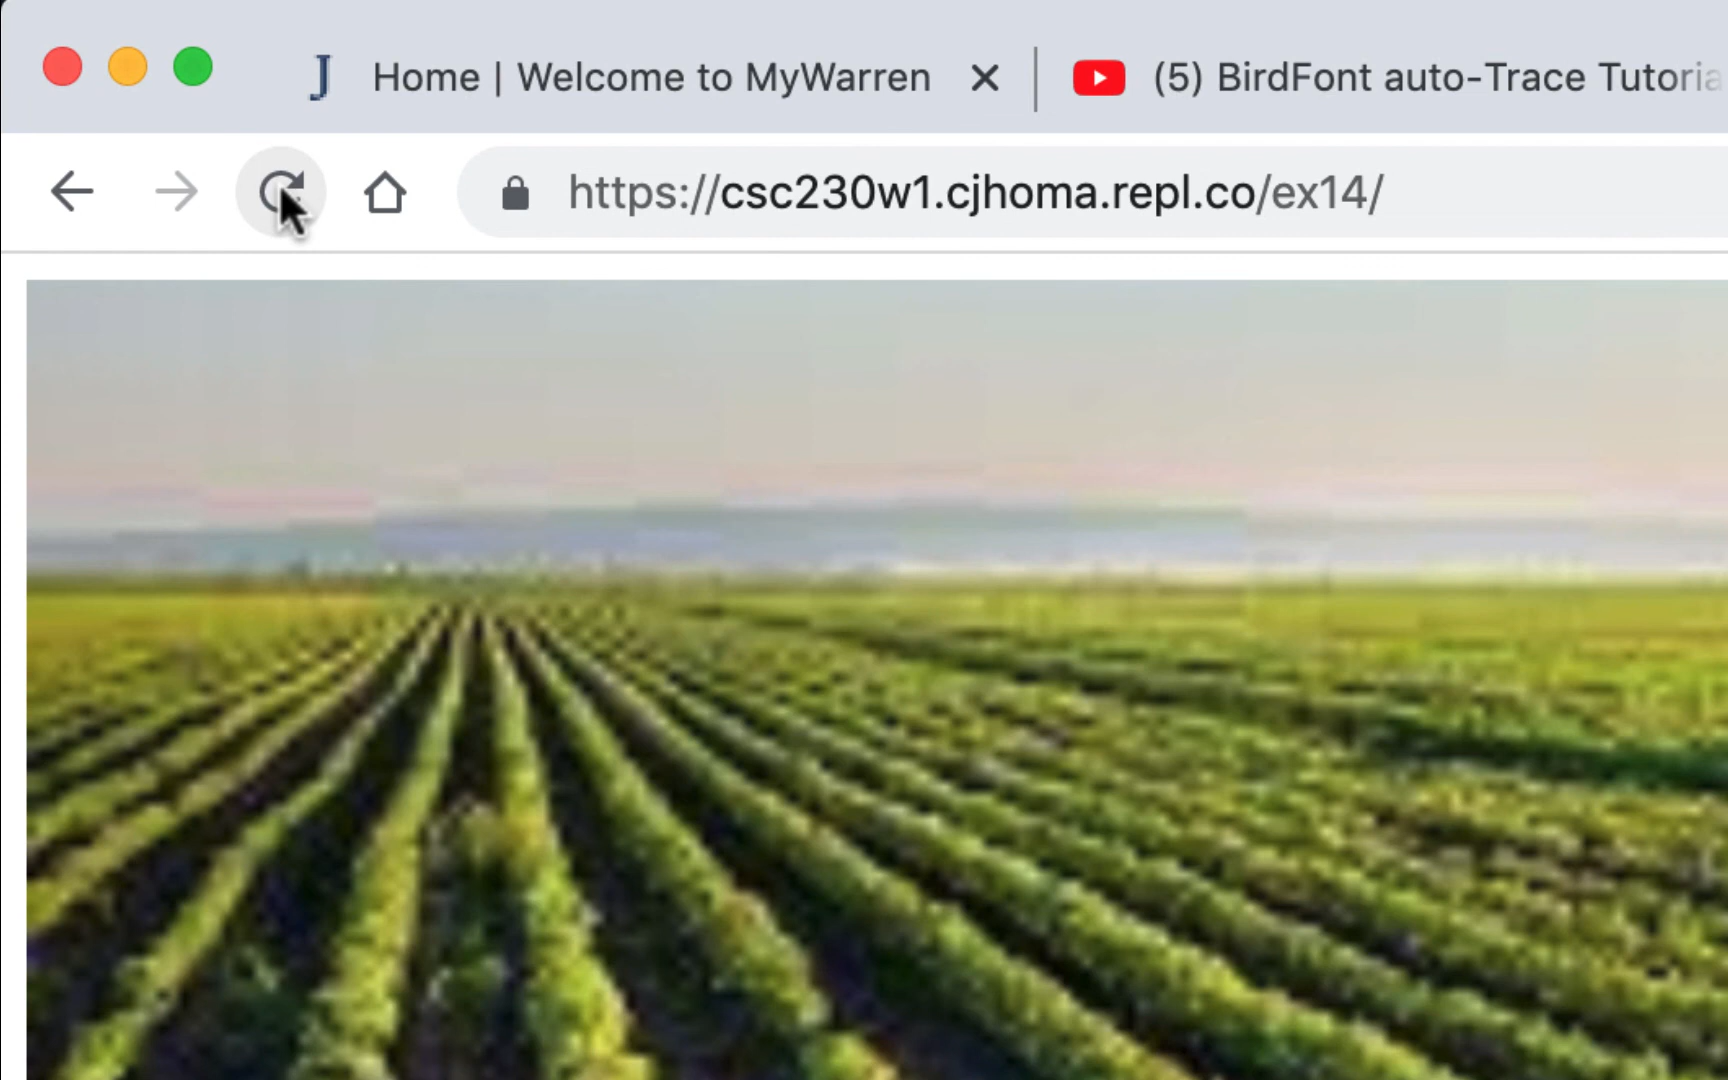 J Home | Welcome to MyWarren
(5) BirdFont auto-Trace Tutoria
https://csc230w1.cjhoma.repl.co/ex14/